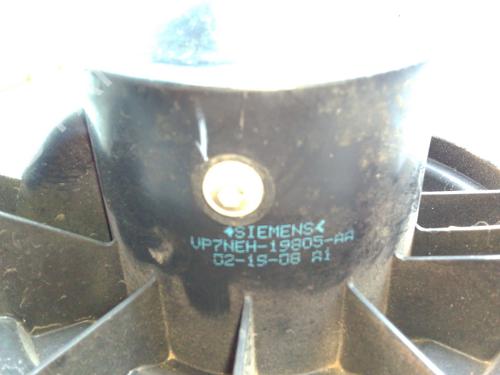 +SIEMENS<
VP7NEH-19805-AA
02-19-08 A1